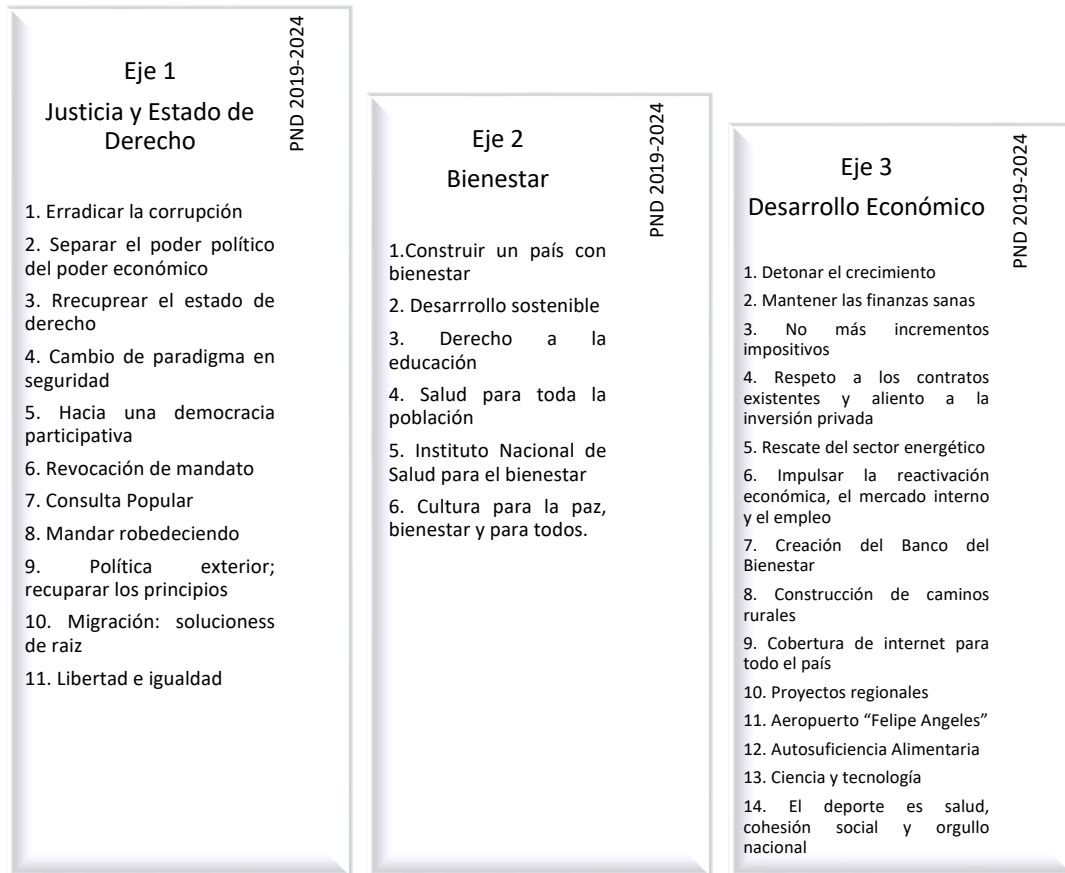 PND 2019-2024
Eje 1
Justicia y Estado de
Derecho
1. Erradicar la corrupción
2. Separar el poder político
del poder económico
3. Rrecuprear el estado de
derecho
4. Cambio de paradigma en
seguridad
5. Hacia una democracia
participativa
6. Revocación de mandato
7. Consulta Popular
8. Mandar robedeciendo
9. Política exterior;
recuparar los principios
10. Migración: solucioness
de raiz
11. Libertad e igualdad
PND 2019-2024
Eje 2
Bienestar
1.Construir un país con
bienestar
2. Desarrrollo sostenible
3. Derecho a la
educación
4. Salud para toda la
población
5. Instituto Nacional de
Salud para el bienestar
6. Cultura para la paz,
bienestar y para todos.
PND 2019-2024
Eje 3
Desarrollo Económico
1. Detonar el crecimiento
2. Mantener las finanzas sanas
3. No más incrementos
impositivos
4. Respeto a los contratos
existentes y aliento a la
inversión privada
5. Rescate del sector energético
6. Impulsar la reactivación
económica, el mercado interno
y el empleo
7. Creación del Banco del
Bienestar
8. Construcción de caminos
rurales
9. Cobertura de internet para
todo el país
10. Proyectos regionales
11. Aeropuerto “Felipe Angeles”
12. Autosuficiencia Alimentaria
13. Ciencia y tecnología
14. El deporte es salud,
cohesión social y orgullo
nacional